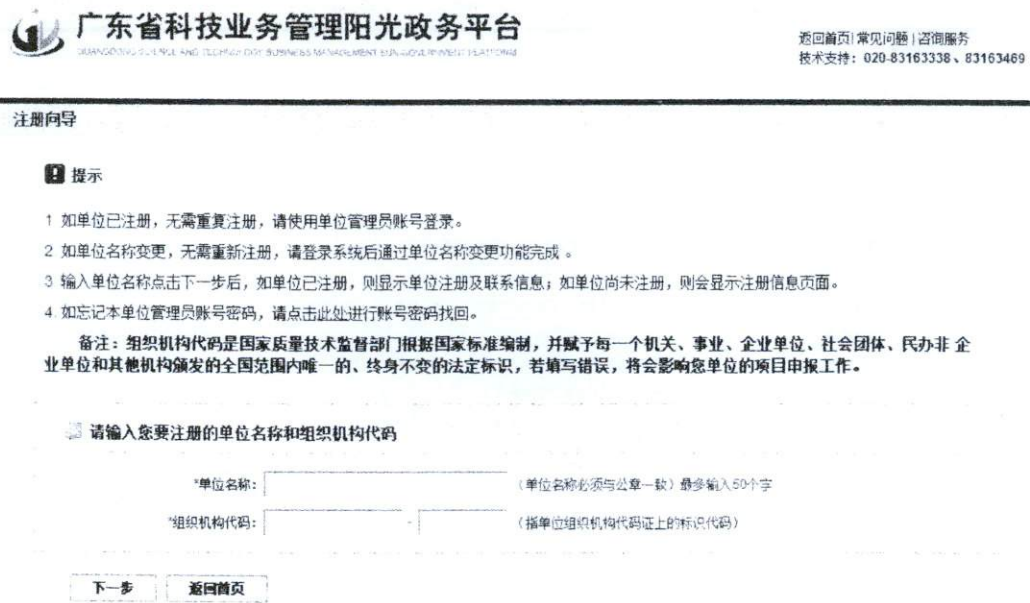 广东省科技业务管理阳光政务平台
GUANGDONG SCIENCE AND TECHNOLOGY BUSINESS MANAGEMENT SUN GOVERNMENT PLATFORM
返回首页|常见问题|咨询服务
技术支持：020-83163338、83163469
注册向导
提示
1 如单位已注册，无需重复注册，请使用单位管理员账号登录。
2 如单位名称变更，无需重新注册，请登录系统后通过单位名称变更功能完成。
3 输入单位名称点击下一步后，如单位已注册，则显示单位注册及联系信息；如单位尚未注册，则会显示注册信息页面。
4. 如忘记本单位管理员账号密码，请点击此处进行账号密码找回。
备注：组织机构代码是国家质量技术监督部门根据国家标准编制，并赋予每一个机关、事业、企业单位、社会团体、民办非 企
业单位和其他机构颁发的全国范围内唯一的、终身不变的法定标识，若填写错误，将会影响您单位的项目申报工作。
请输入您要注册的单位名称和组织机构代码
*单位名称： （单位名称必须与公章一致）最多输入50个字
*组织机构代码： - （指单位组织机构代码证上的标识代码）
下一步 返回首页